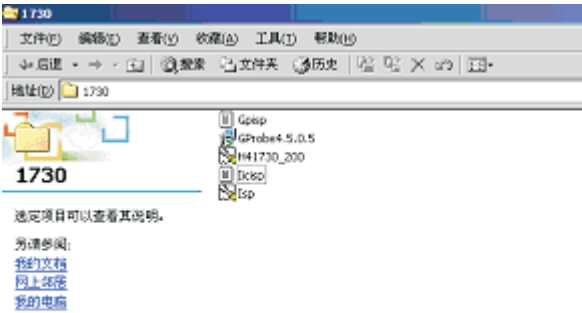 1730
文件(F) 编辑(E) 查看(V) 收藏(A) 工具(T) 帮助(H)
后退 搜索 文件夹 历史
地址(D) 1730
Gpisp
GProbe4.5.0.5
H41730_200
Icisp
Isp
1730
选定项目可以查看其说明。
另请参阅:
我的文档
网上邻居
我的电脑